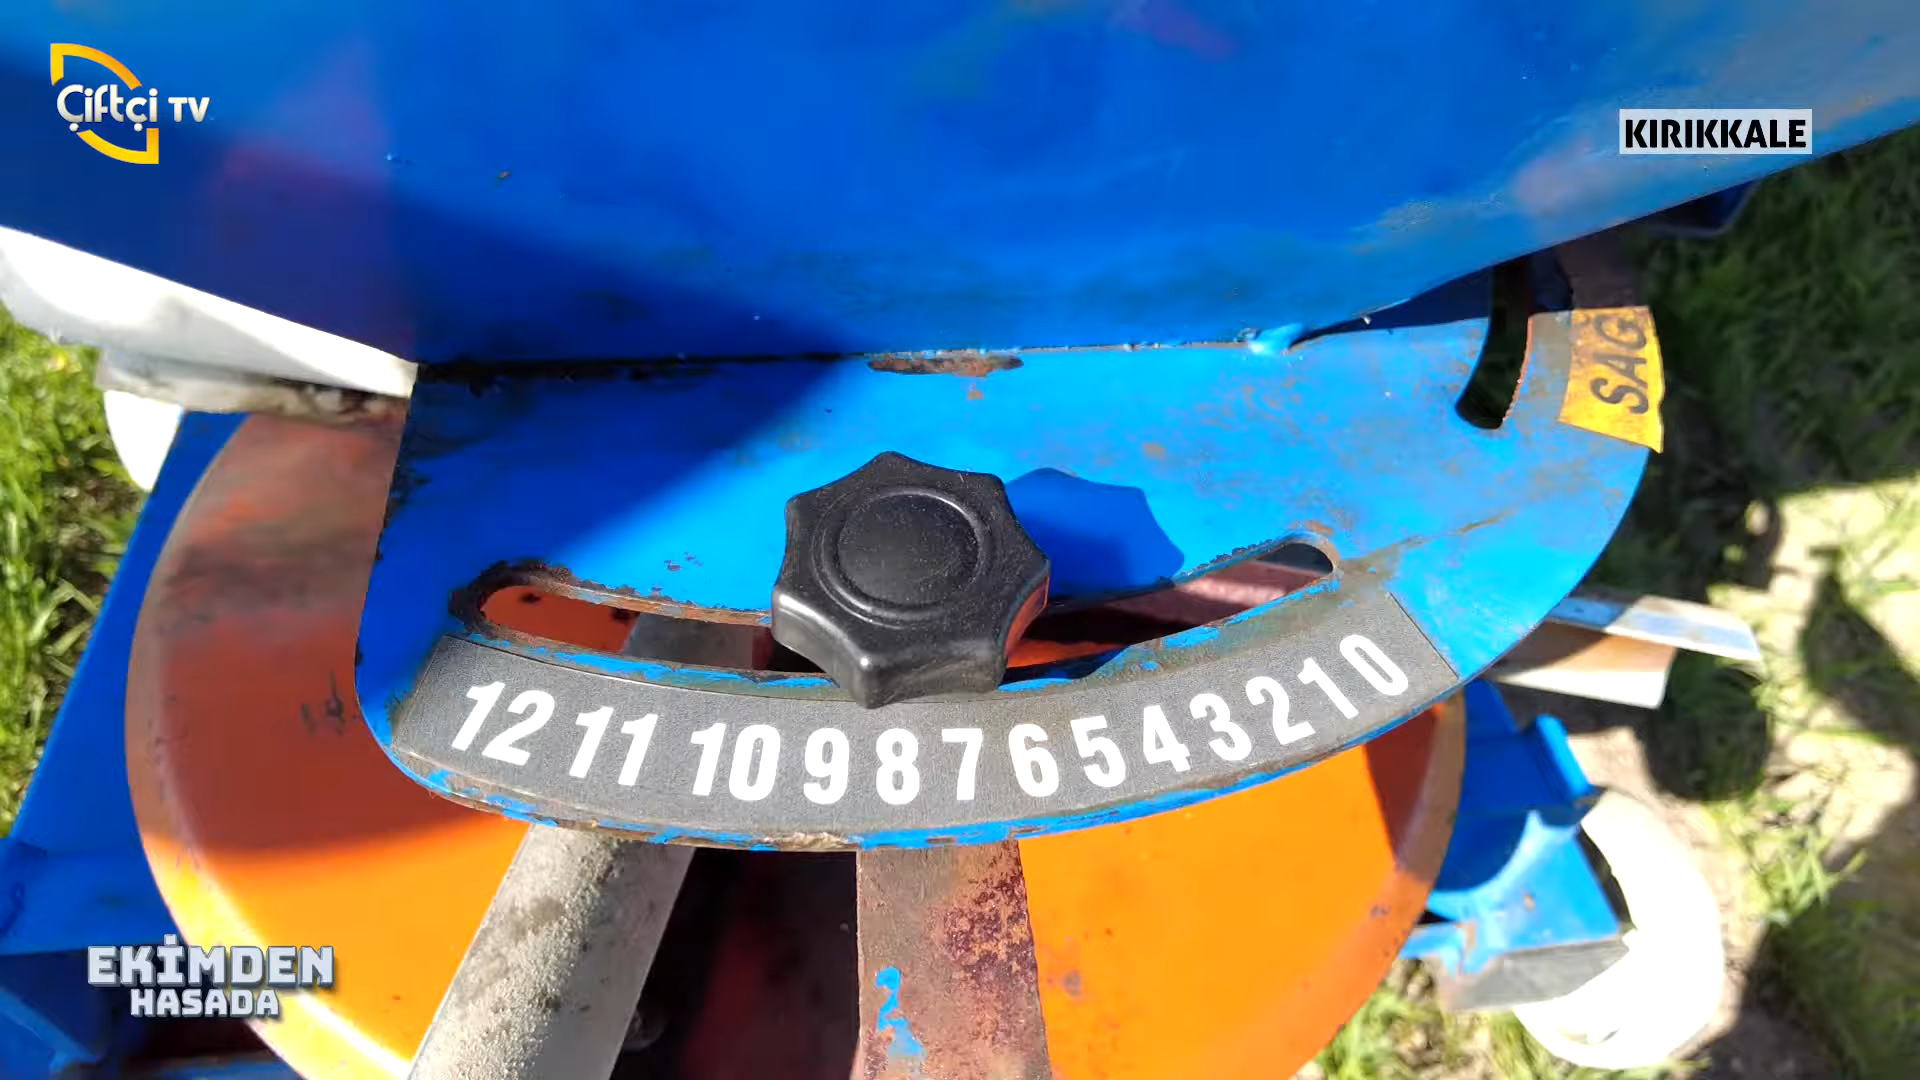 Çiftçi TV
KIRIKKALE
SAG
12 11 10 9 8 7 6 5 4 3 2 1 0
EKİMDEN
HASADA